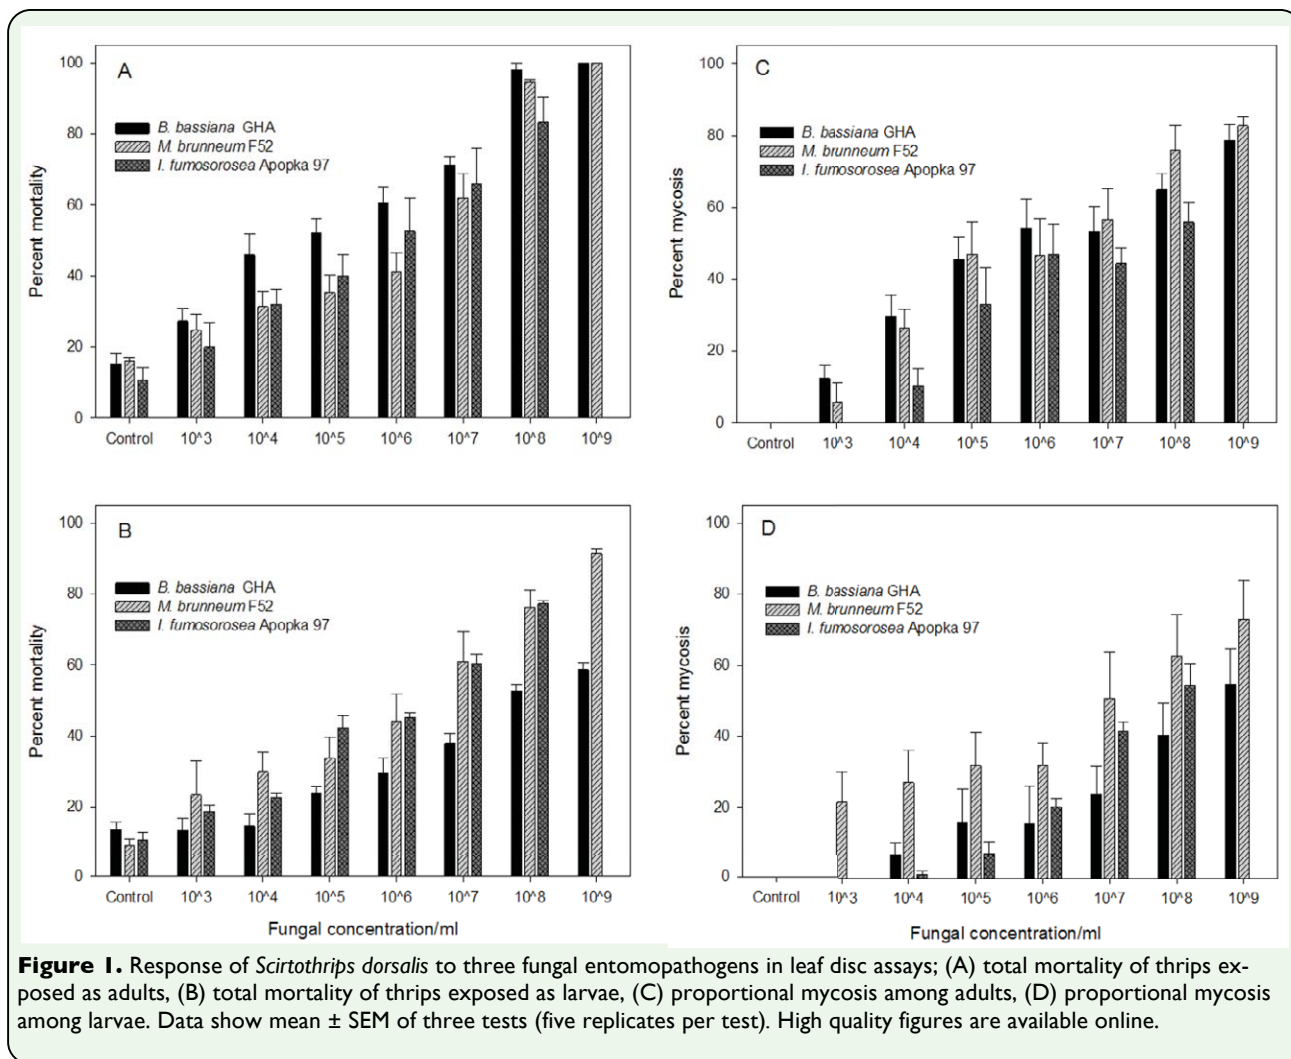 A
Percent mortality
100
80
60
40
20
0
B. bassiana GHA
M. brunneum F52
I. fumosorosea Apopka 97
Control 10^3 10^4 10^5 10^6 10^7 10^8 10^9
C
Percent mycosis
100
80
60
40
20
0
B. bassiana GHA
M. brunneum F52
I. fumosorosea Apopka 97
Control 10^3 10^4 10^5 10^6 10^7 10^8 10^9
B
Percent mortality
100
80
60
40
20
0
B. bassiana GHA
M. brunneum F52
I. fumosorosea Apopka 97
Control 10^3 10^4 10^5 10^6 10^7 10^8 10^9
Fungal concentration/ml
D
Percent mycosis
100
80
60
40
20
0
B. bassiana GHA
M. brunneum F52
I. fumosorosea Apopka 97
Control 10^3 10^4 10^5 10^6 10^7 10^8 10^9
Fungal concentration/ml
Figure 1. Response of Scirtothrips dorsalis to three fungal entomopathogens in leaf disc assays; (A) total mortality of thrips ex-
posed as adults, (B) total mortality of thrips exposed as larvae, (C) proportional mycosis among adults, (D) proportional mycosis
among larvae. Data show mean ± SEM of three tests (five replicates per test). High quality figures are available online.